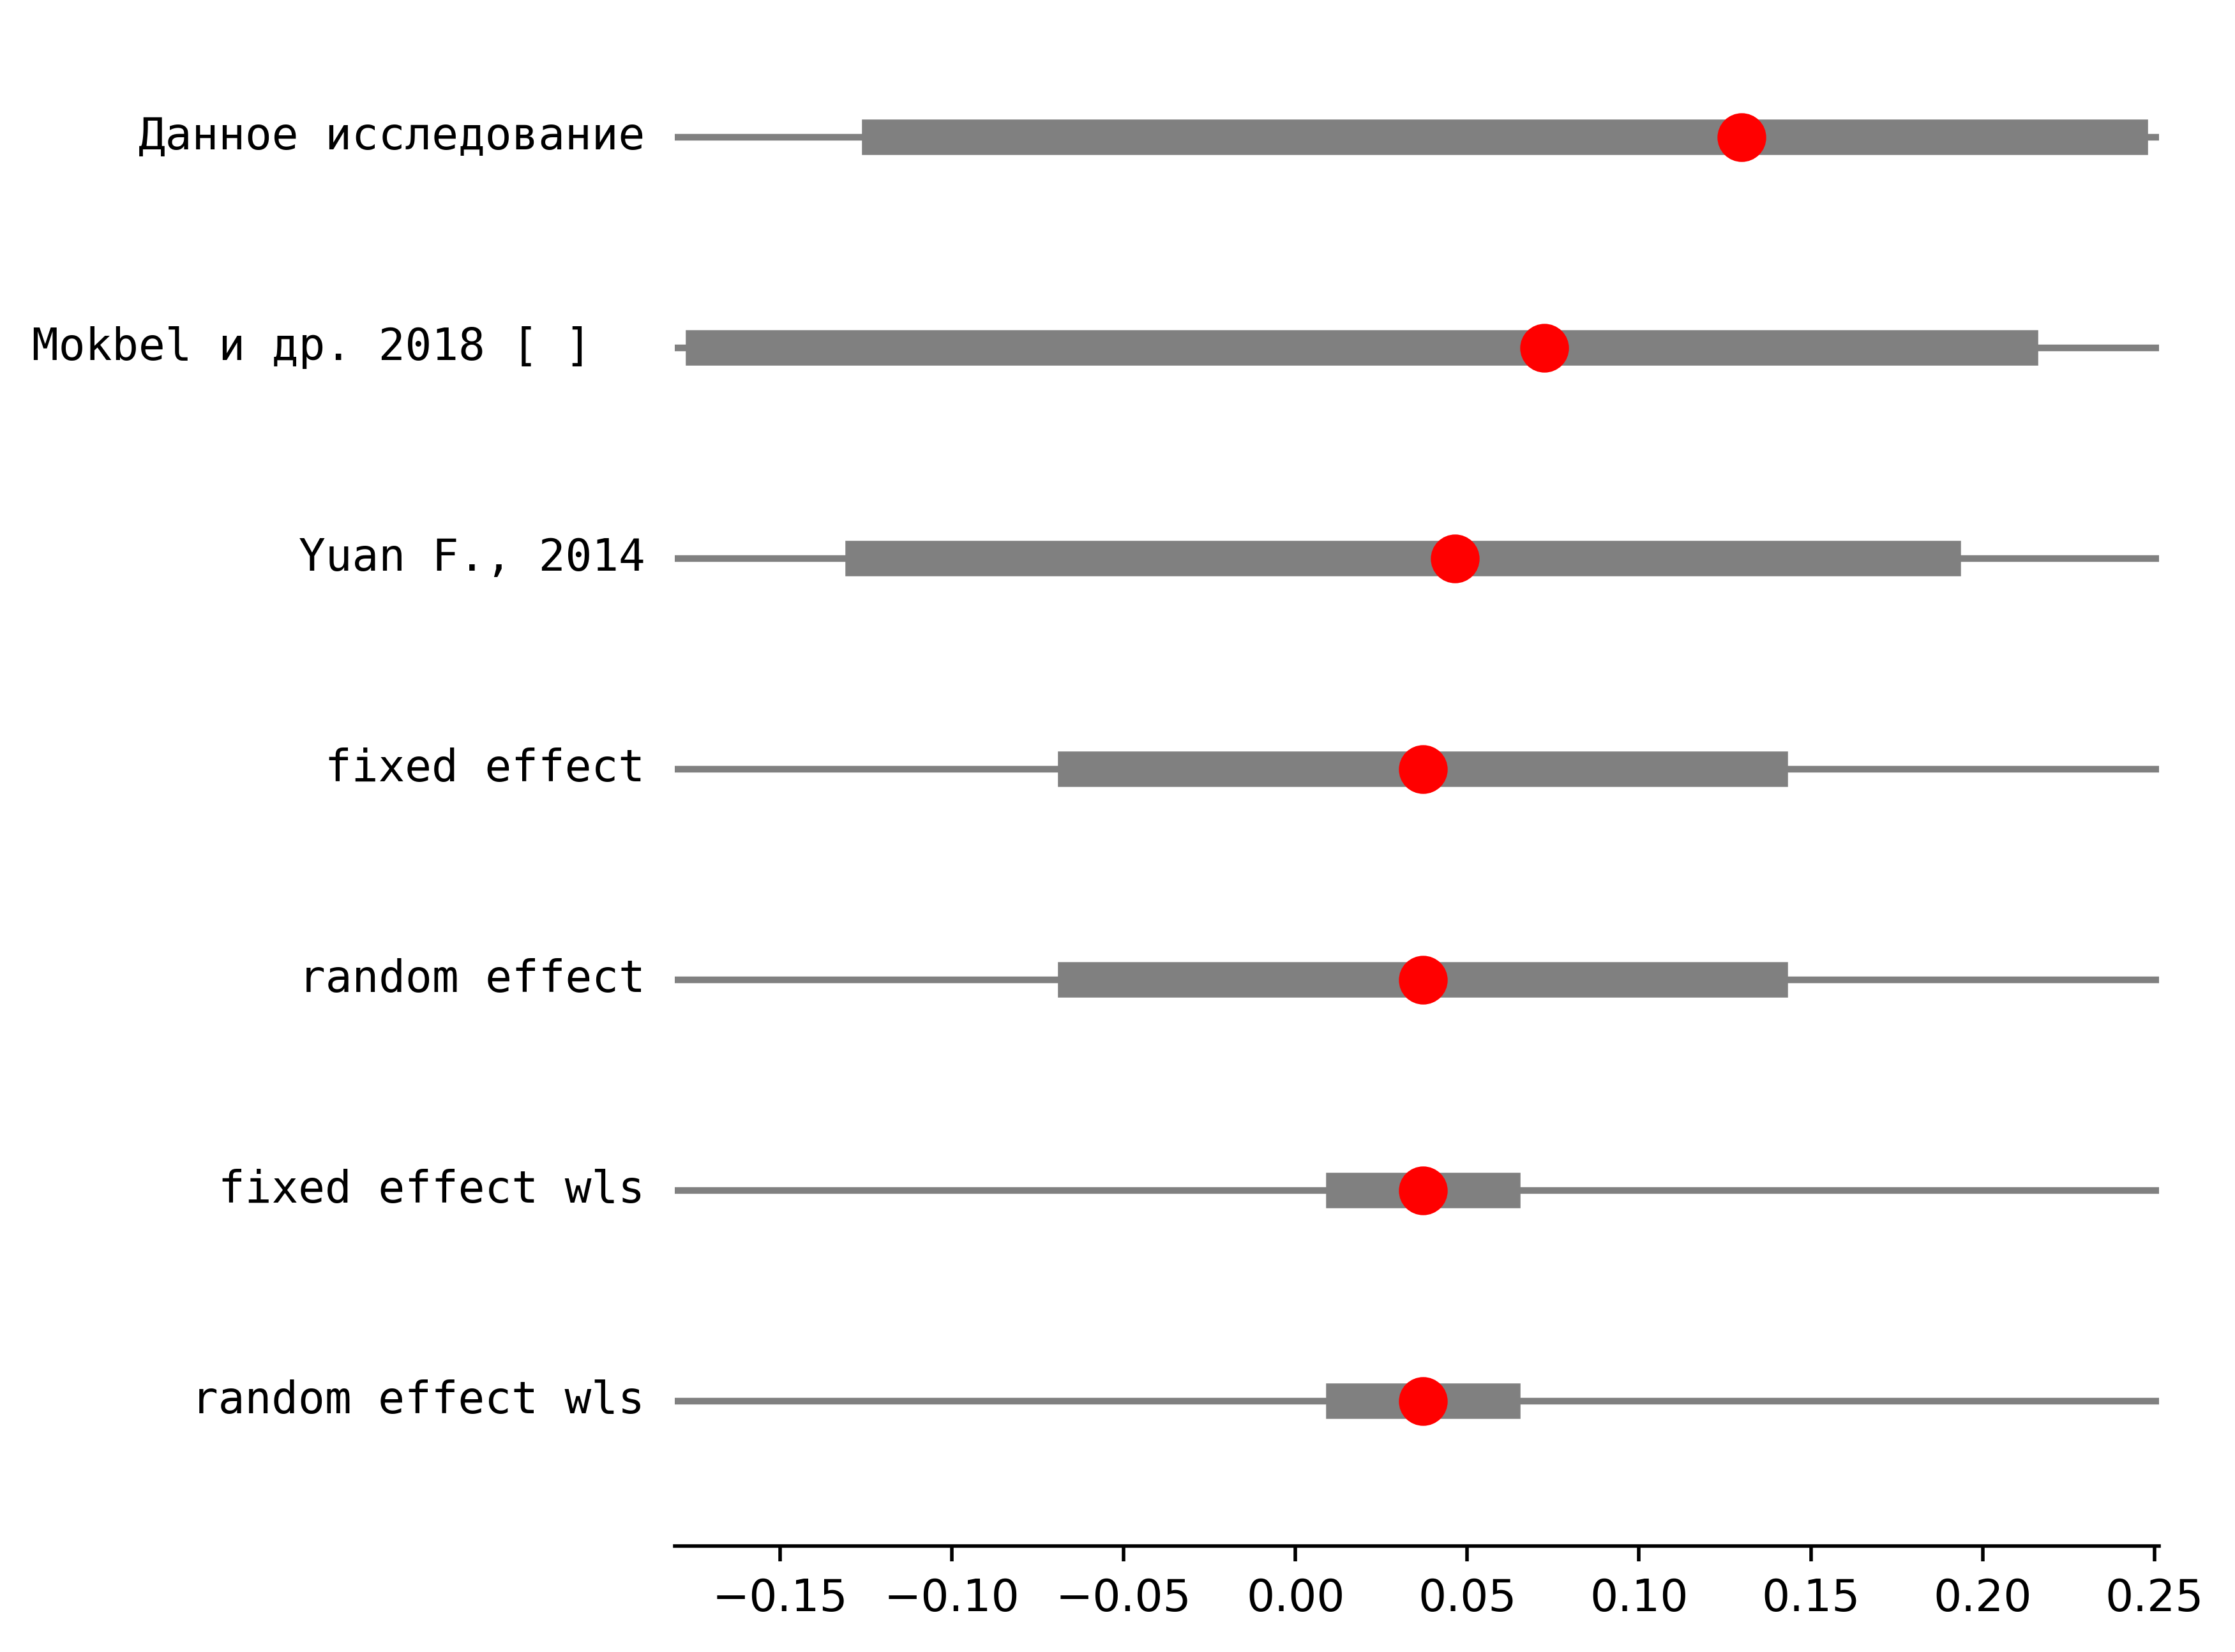 Данное исследование
Mokbel и др. 2018 [ ]
Yuan F., 2014
fixed effect
random effect
fixed effect wls
random effect wls
−0.15 −0.10 −0.05 0.00 0.05 0.10 0.15 0.20 0.25